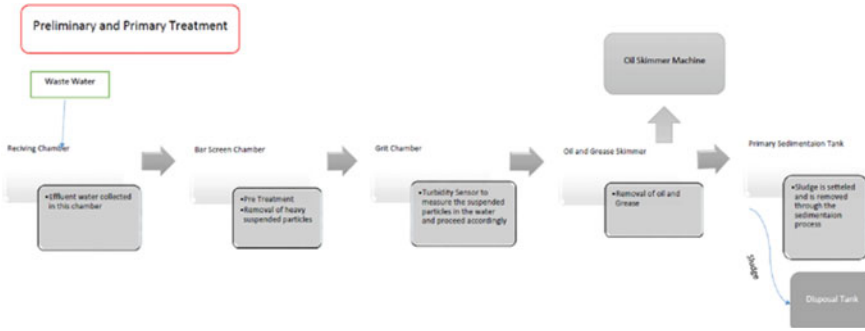 Preliminary and Primary Treatment
Oil Skimmer Machine
Waste Water
Reciving Chamber
Bar Screen Chamber
Grit Chamber
Oil and Grease Skimmer
Primary Sedimentaion Tank
•Effluent water collected
in this chamber
•Pre Treatment
•Removal of heavy
suspended particles
•Turbidity Sensor to
measure the suspended
particles in the water
and proceed accordingly
•Removal of oil and
Grease
•Sludge is setteled
and is removed
through the
sedimentaion
process
Sludge
Disposal Tank